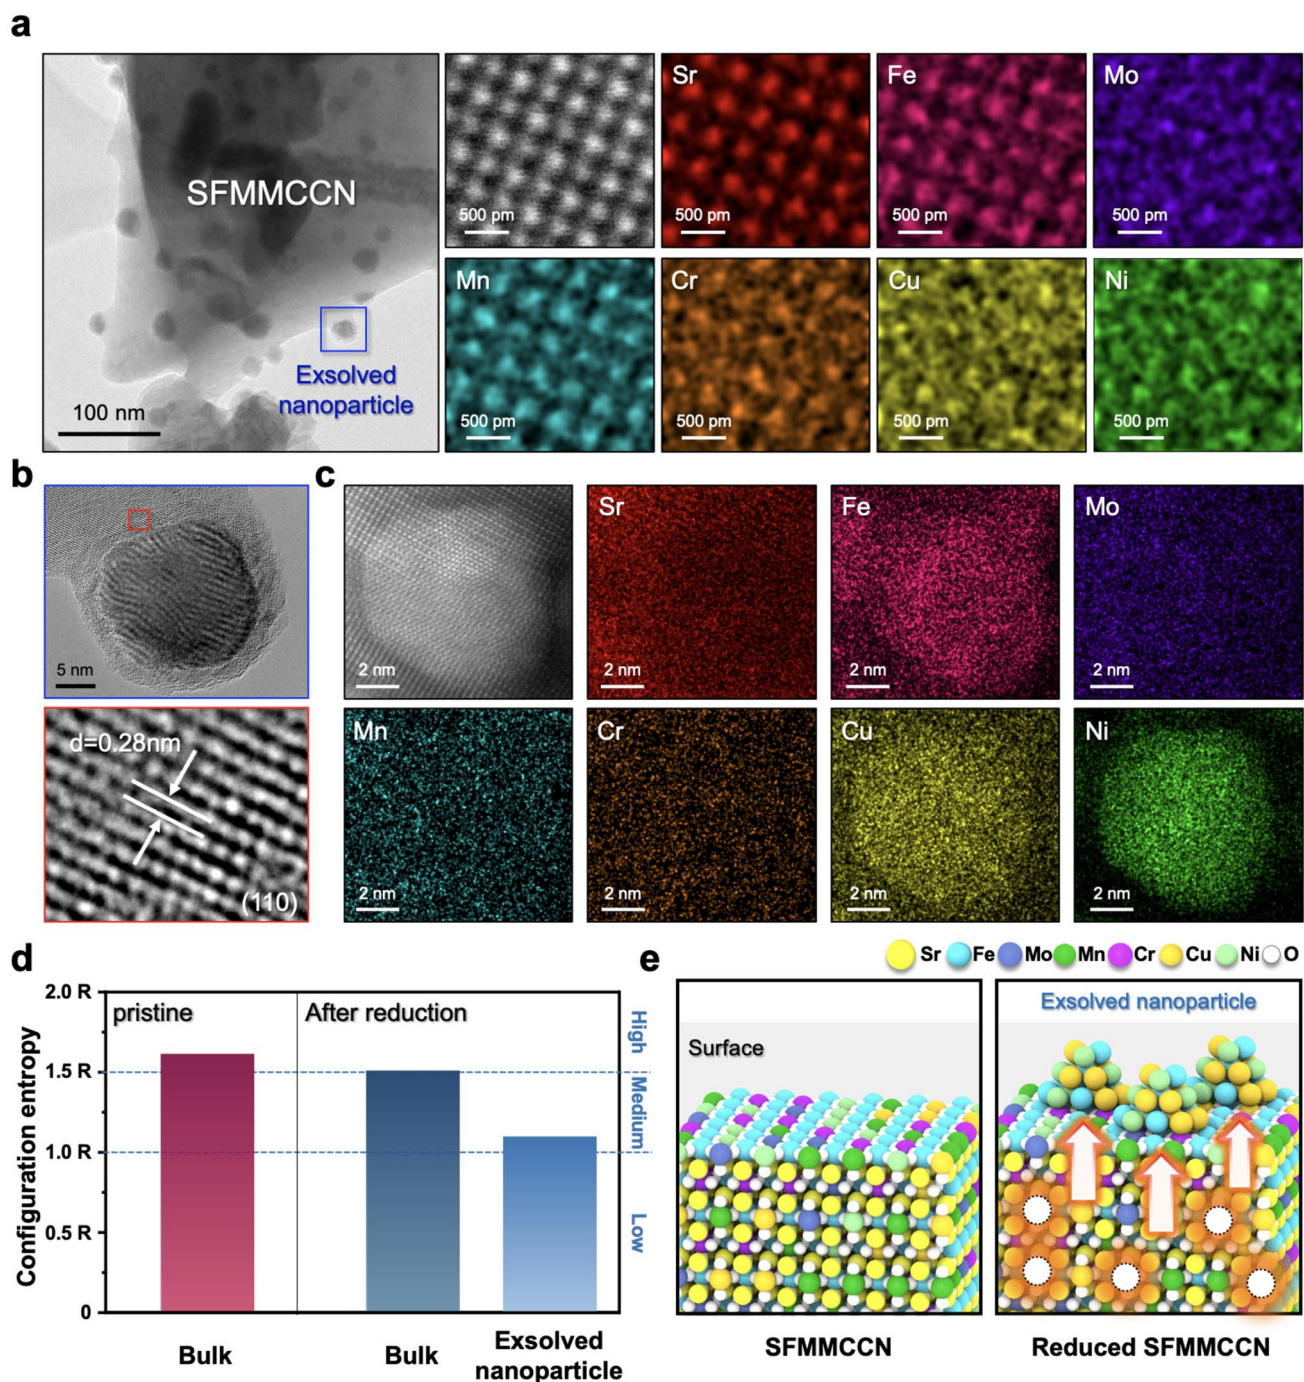 a
SFMMCCN
Exsolved
nanoparticle
100 nm
500 pm
Sr
500 pm
Fe
500 pm
Mo
500 pm
Mn
500 pm
Cr
500 pm
Cu
500 pm
Ni
500 pm
b
5 nm
d=0.28nm
(110)
c
2 nm
Sr
2 nm
Fe
2 nm
Mo
2 nm
Mn
2 nm
Cr
2 nm
Cu
2 nm
Ni
2 nm
d
Configuration entropy
2.0 R
1.5 R
1.0 R
0.5 R
0
pristine
After reduction
High
Medium
Low
Bulk
Bulk
Exsolved
nanoparticle
e
Sr Fe Mo Mn Cr Cu Ni O
Surface
Exsolved nanoparticle
SFMMCCN
Reduced SFMMCCN